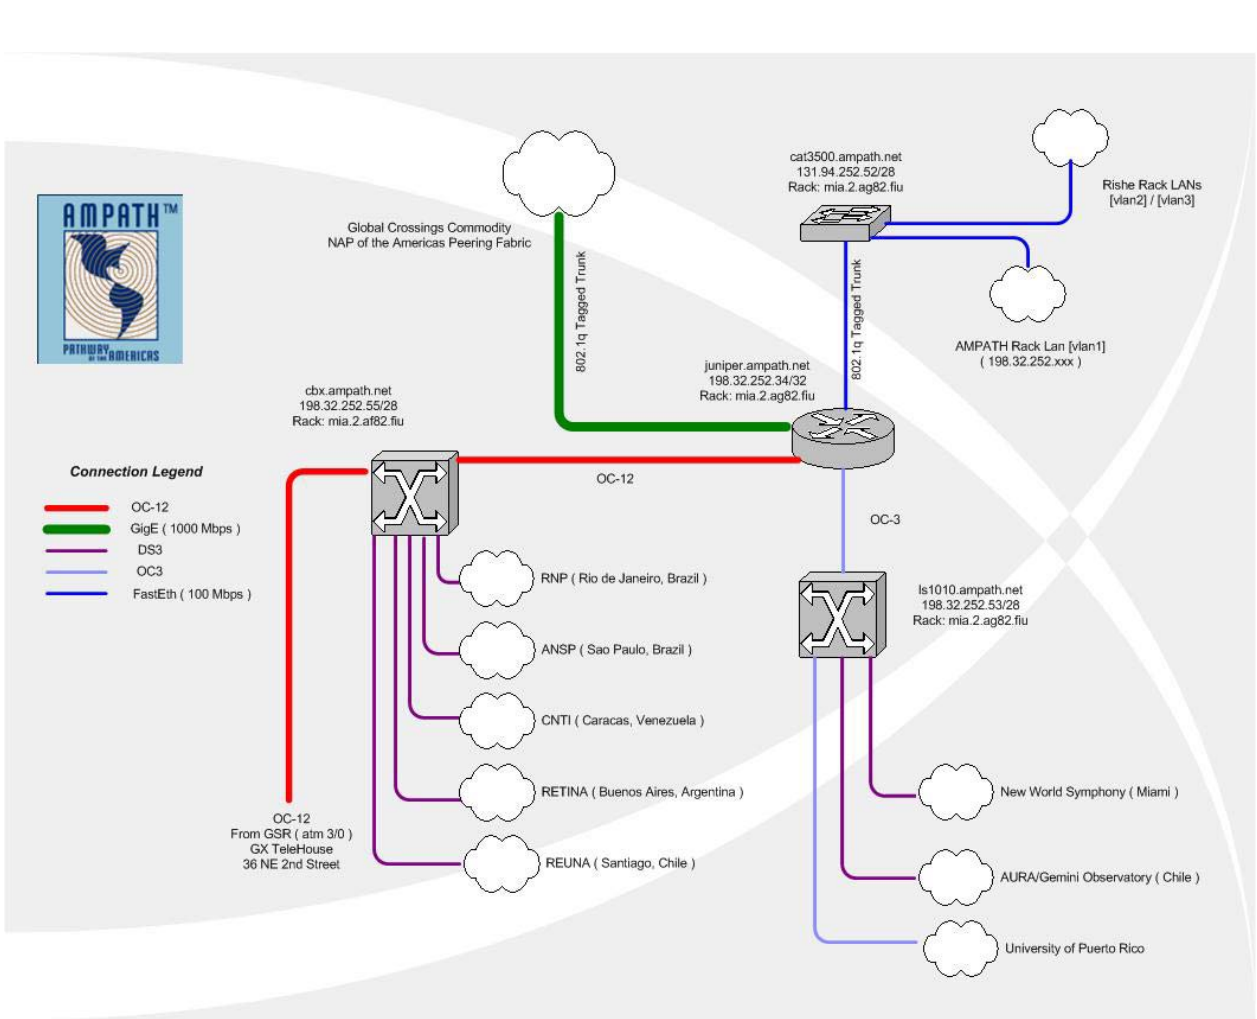 AMPATH™
PATHWAY
OF THE AMERICAS
Global Crossings Commodity
NAP of the Americas Peering Fabric
802.1q Tagged Trunk
cat3500.ampath.net
131.94.252.52/28
Rack: mia.2.ag82.fiu
Rishe Rack LANs
[vlan2] / [vlan3]
802.1q Tagged Trunk
AMPATH Rack Lan [vlan1]
( 198.32.252.xxx )
juniper.ampath.net
198.32.252.34/32
Rack: mia.2.ag82.fiu
cbx.ampath.net
198.32.252.55/28
Rack: mia.2.af82.fiu
Connection Legend
OC-12
GigE ( 1000 Mbps )
DS3
OC3
FastEth ( 100 Mbps )
OC-12
OC-3
ls1010.ampath.net
198.32.252.53/28
Rack: mia.2.ag82.fiu
RNP ( Rio de Janeiro, Brazil )
ANSP ( Sao Paulo, Brazil )
CNTI ( Caracas, Venezuela )
RETINA ( Buenos Aires, Argentina )
REUNA ( Santiago, Chile )
OC-12
From GSR ( atm 3/0 )
GX TeleHouse
36 NE 2nd Street
New World Symphony ( Miami )
AURA/Gemini Observatory ( Chile )
University of Puerto Rico